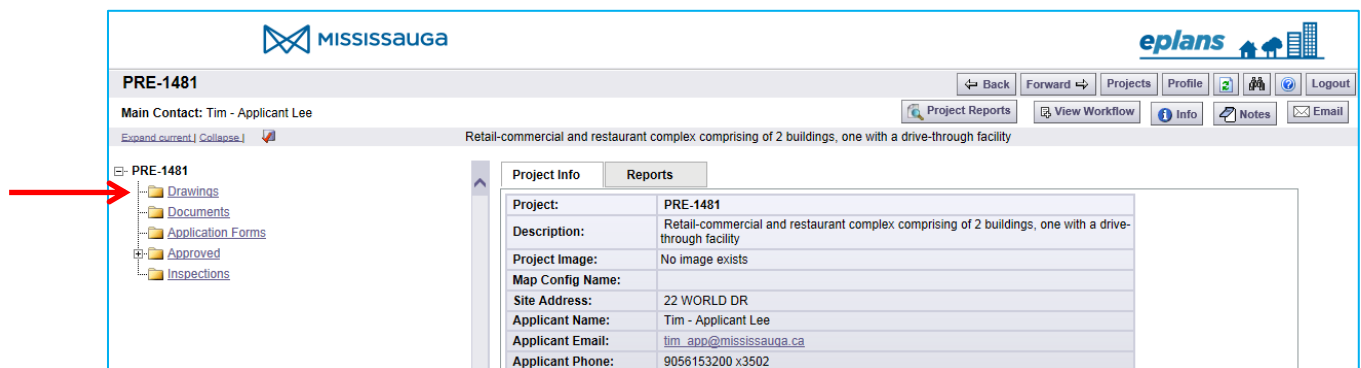 MISSISSAUGA
eplans
PRE-1481
Back Forward Projects Profile Logout
Main Contact: Tim - Applicant Lee
Project Reports View Workflow Info Notes Email
Expand current | Collapse |
Retail-commercial and restaurant complex comprising of 2 buildings, one with a drive-through facility
PRE-1481
Drawings
Documents
Application Forms
Approved
Inspections
Project Info Reports
Project: PRE-1481
Description: Retail-commercial and restaurant complex comprising of 2 buildings, one with a drive-
through facility
Project Image: No image exists
Map Config Name:
Site Address: 22 WORLD DR
Applicant Name: Tim - Applicant Lee
Applicant Email: tim_app@mississauga.ca
Applicant Phone: 9056153200 x3502